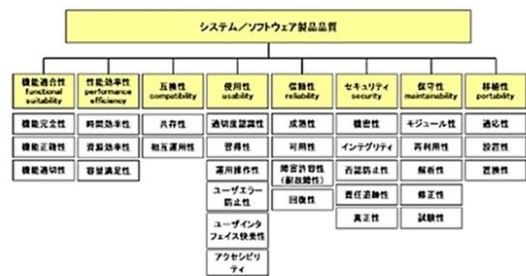 システム／ソフトウェア製品品質
機能適合性
functional
suitability
性能効率性
performance
efficiency
互換性
compatibility
使用性
usability
信頼性
reliability
セキュリティ
security
保守性
maintainability
移植性
portability
機能完全性
機能正確性
機能適切性
時間効率性
資源効率性
容量満足性
共存性
相互運用性
適切度認識性
習得性
運用操作性
ユーザエラー
防止性
ユーザインタ
フェイス快美性
アクセシビリ
ティ
成熟性
可用性
障害許容性
(耐故障性)
回復性
機密性
インテグリティ
否認防止性
責任追跡性
真正性
モジュール性
再利用性
解析性
修正性
試験性
適応性
設置性
置換性